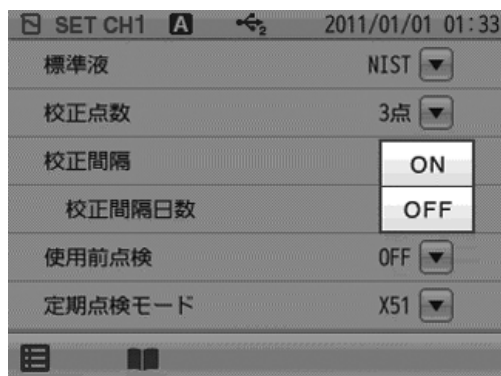 SET CH1 A 2 2011/01/01 01:33
標準液 NIST
校正点数 3点
校正間隔 ON
校正間隔日数 OFF
使用前点検 OFF
定期点検モード X51